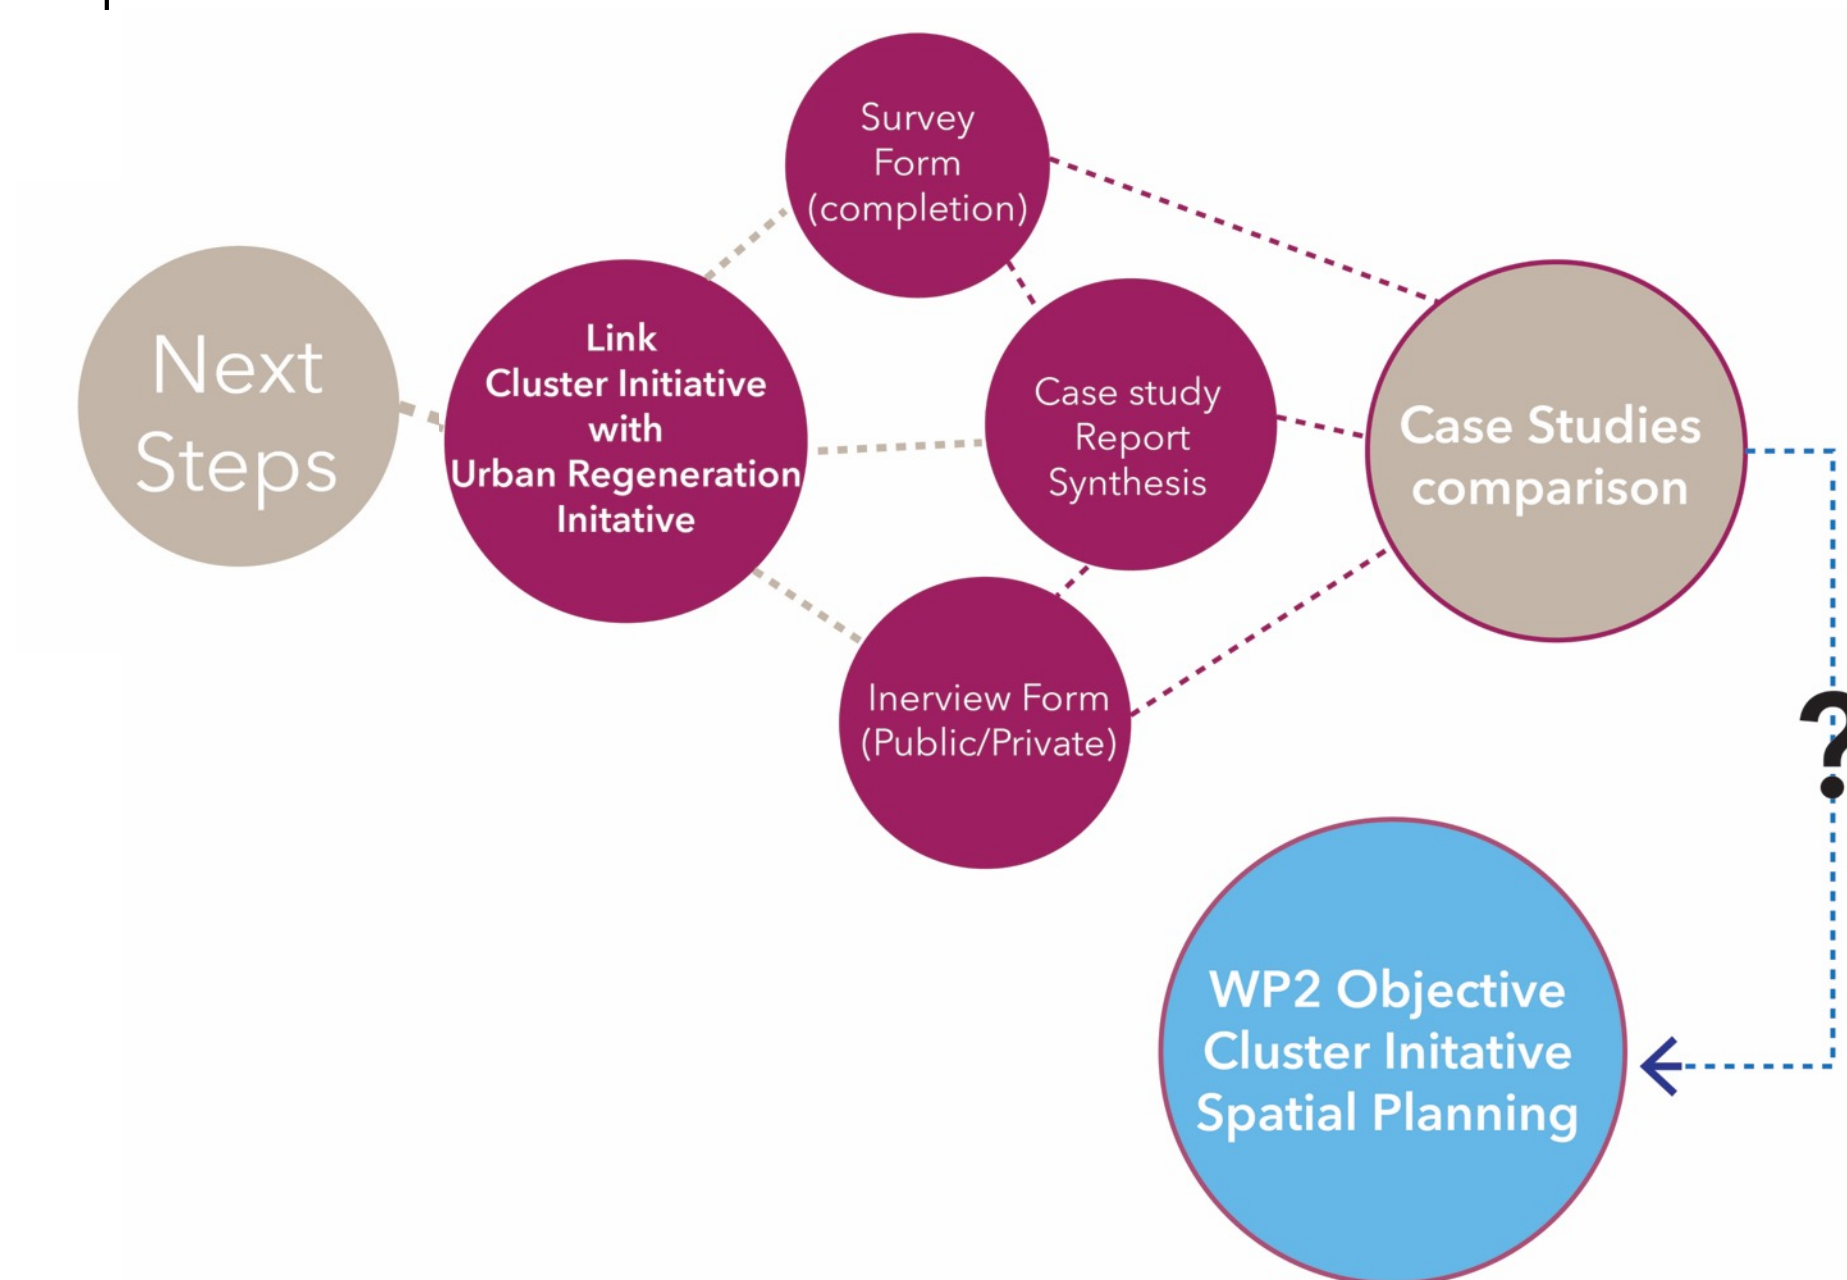 Next
Steps
Link
Cluster Initiative
with
Urban Regeneration
Initative
Survey
Form
(completion)
Case study
Report
Synthesis
Inerview Form
(Public/Private)
Case Studies
comparison
?
WP2 Objective
Cluster Initative
Spatial Planning